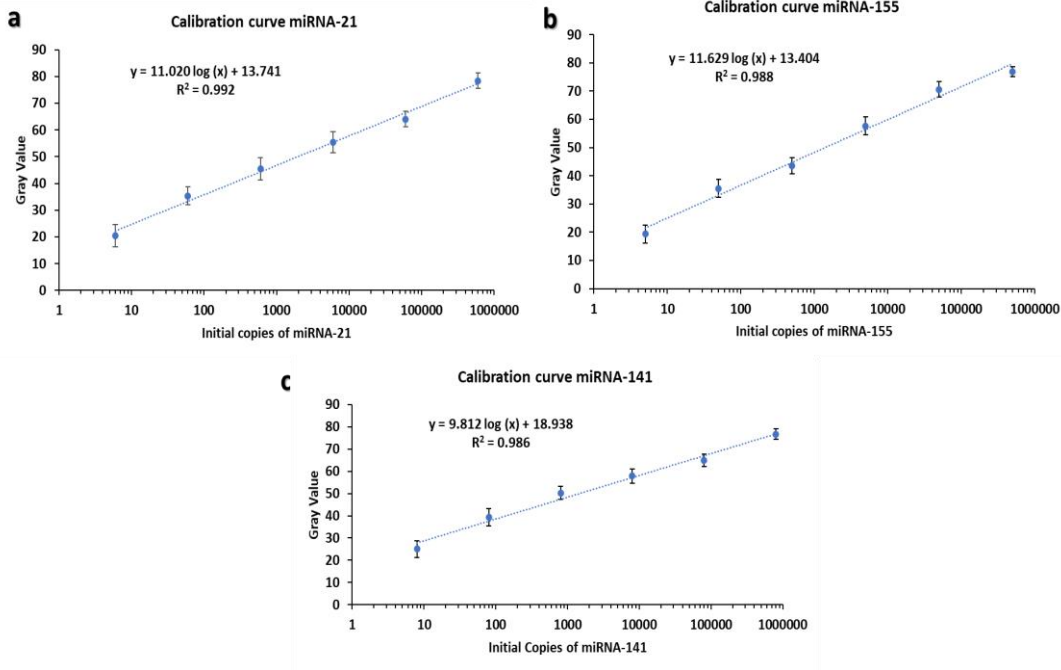 a
Calibration curve miRNA-21
y = 11.020 log (x) + 13.741
R² = 0.992
Gray Value
90
80
70
60
50
40
30
20
10
0
1 10 100 1000 10000 100000 1000000
Initial copies of miRNA-21
b
Calibration curve miRNA-155
y = 11.629 log (x) + 13.404
R² = 0.988
Gray Value
90
80
70
60
50
40
30
20
10
0
1 10 100 1000 10000 100000 1000000
Initial copies of miRNA-155
c
Calibration curve miRNA-141
y = 9.812 log (x) + 18.938
R² = 0.986
Gray Value
90
80
70
60
50
40
30
20
10
0
1 10 100 1000 10000 100000 1000000
Initial Copies of miRNA-141